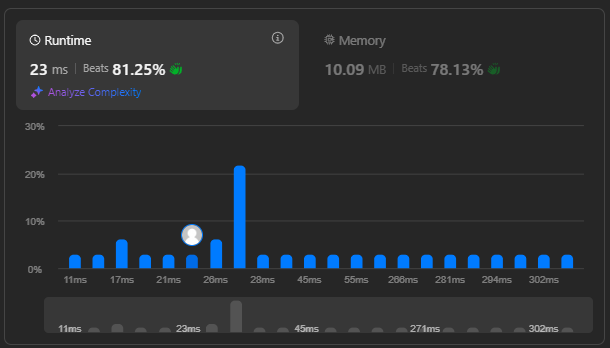 Runtime
Memory
23 ms | Beats 81.25%
10.09 MB | Beats 78.13%
Analyze Complexity
30%
20%
10%
0%
11ms 17ms 21ms 26ms 28ms 45ms 55ms 266ms 281ms 294ms 302ms
11ms 23ms 45ms 271ms 302ms